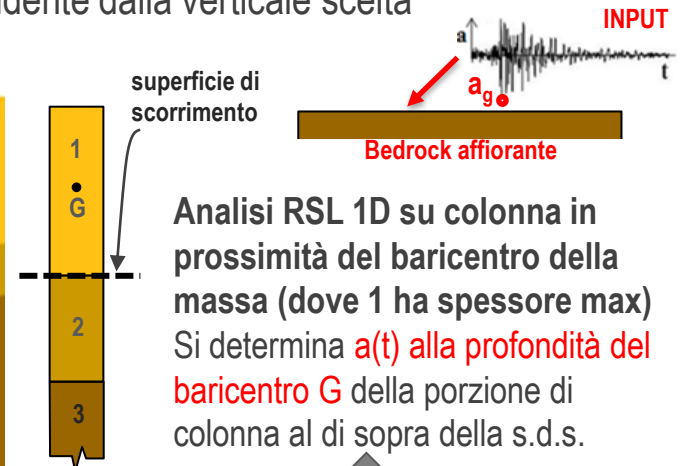 dente dalla verticale scelta
INPUT
a
t
a_g
Bedrock affiorante
superficie di
scorrimento
1
G
2
3
Analisi RSL 1D su colonna in
prossimità del baricentro della
massa (dove 1 ha spessore max)
Si determina a(t) alla profondità del
baricentro G della porzione di
colonna al di sopra della s.d.s.